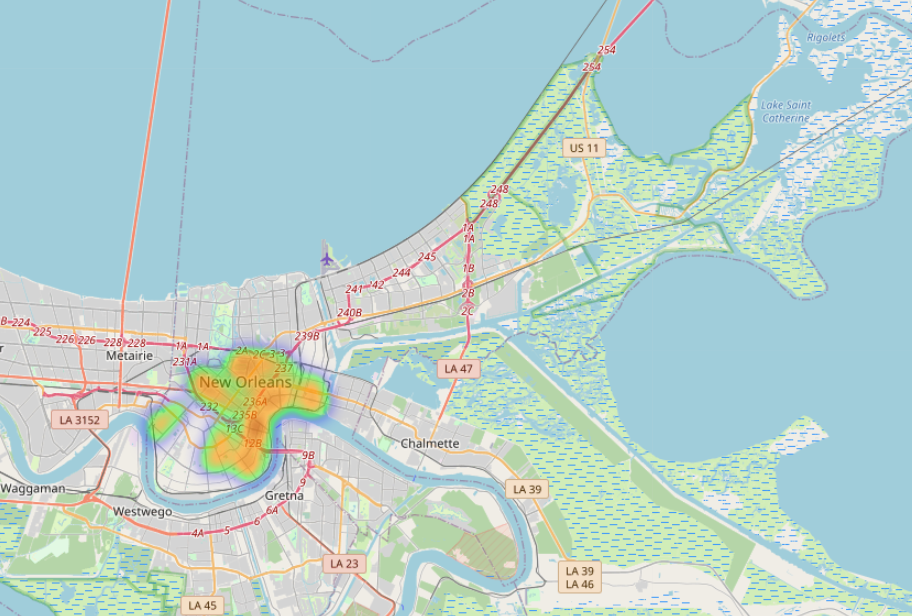 Rigolets
254
254
Lake Saint
Catherine
US 11
248
248
1A
1A
245
244
242
241
1B
2B
2C
240B
239B
B
224
225
226
226
228
228
1A
1A
231A
2A
2C
3
3
237
Metairie
New Orleans
232
236A
235B
13C
12B
LA 47
LA 3152
Chalmette
9B
9
Waggaman
Westwego
Gretna
6A
6
5
4A
LA 39
LA 23
LA 39
LA 46
LA 45